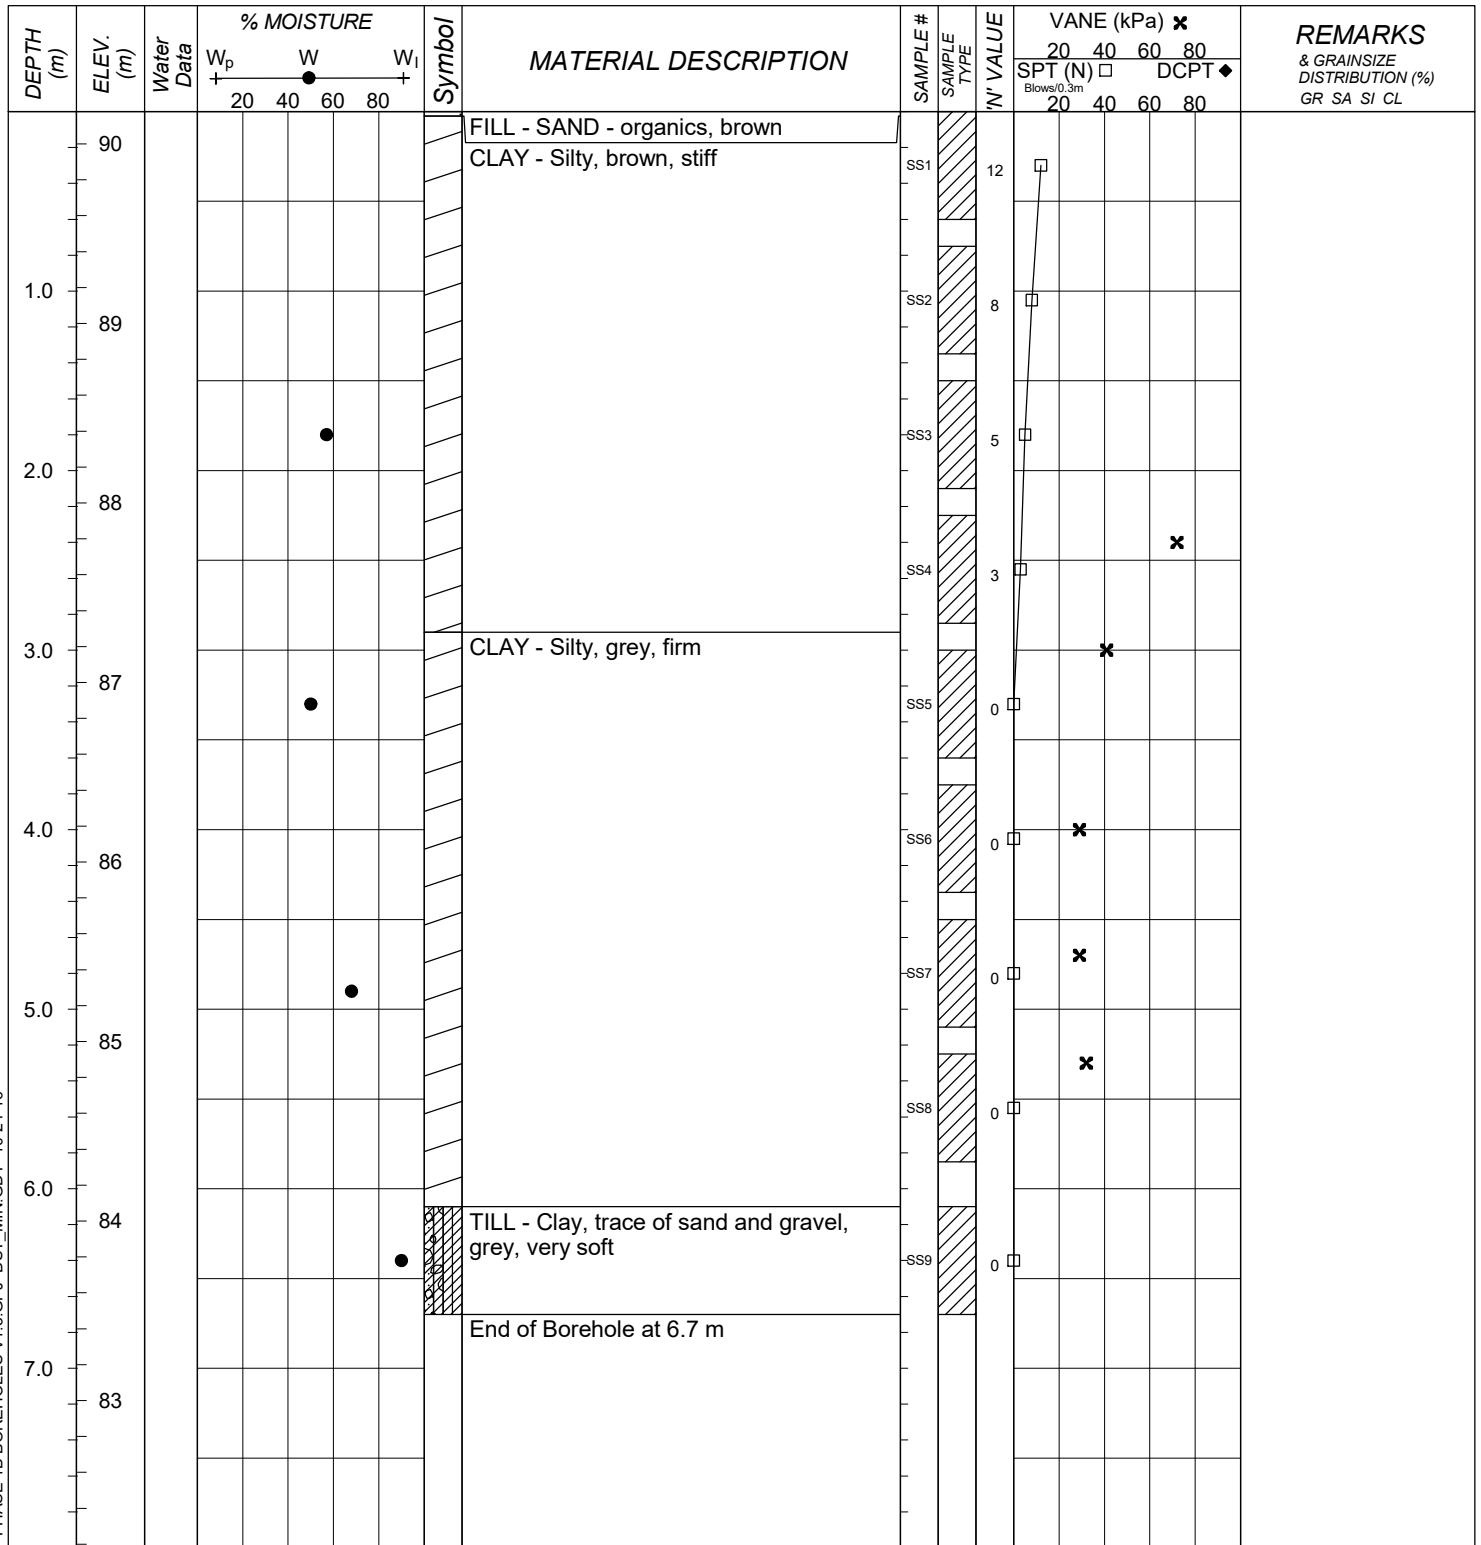 DEPTH (m)
ELEV. (m)
Water Data
% MOISTURE
Wp W Wl
20 40 60 80
Symbol
MATERIAL DESCRIPTION
SAMPLE #
SAMPLE TYPE
'N' VALUE
VANE (kPa) ✖
20 40 60 80
SPT (N) □ DCPT ◆
Blows/0.3m
20 40 60 80
REMARKS
& GRAINSIZE
DISTRIBUTION (%)
GR SA SI CL
FILL - SAND - organics, brown
90
CLAY - Silty, brown, stiff
SS1 12
1.0
SS2 8
89
SS3 5
2.0
88
SS4 3
CLAY - Silty, grey, firm
3.0
87
SS5 0
4.0
SS6 0
86
SS7 0
5.0
85
SS8 0
6.0
84
TILL - Clay, trace of sand and gravel,
grey, very soft
SS9 0
End of Borehole at 6.7 m
7.0
83